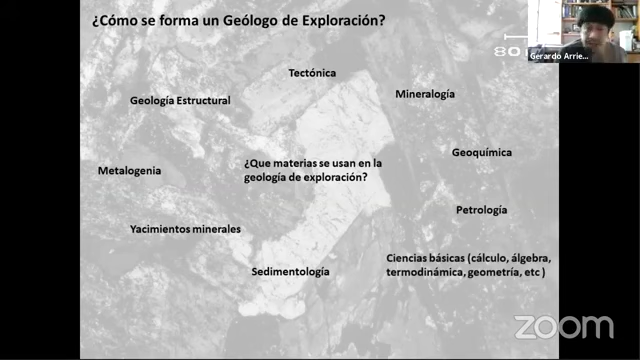 ¿Cómo se forma un Geólogo de Exploración?
80
Gerardo Arrie...
Tectónica
Mineralogía
Geología Estructural
Geoquímica
¿Que materias se usan en la
geología de exploración?
Metalogenia
Petrología
Yacimientos minerales
Ciencias básicas (cálculo, álgebra,
termodinámica, geometría, etc )
Sedimentología
zoom